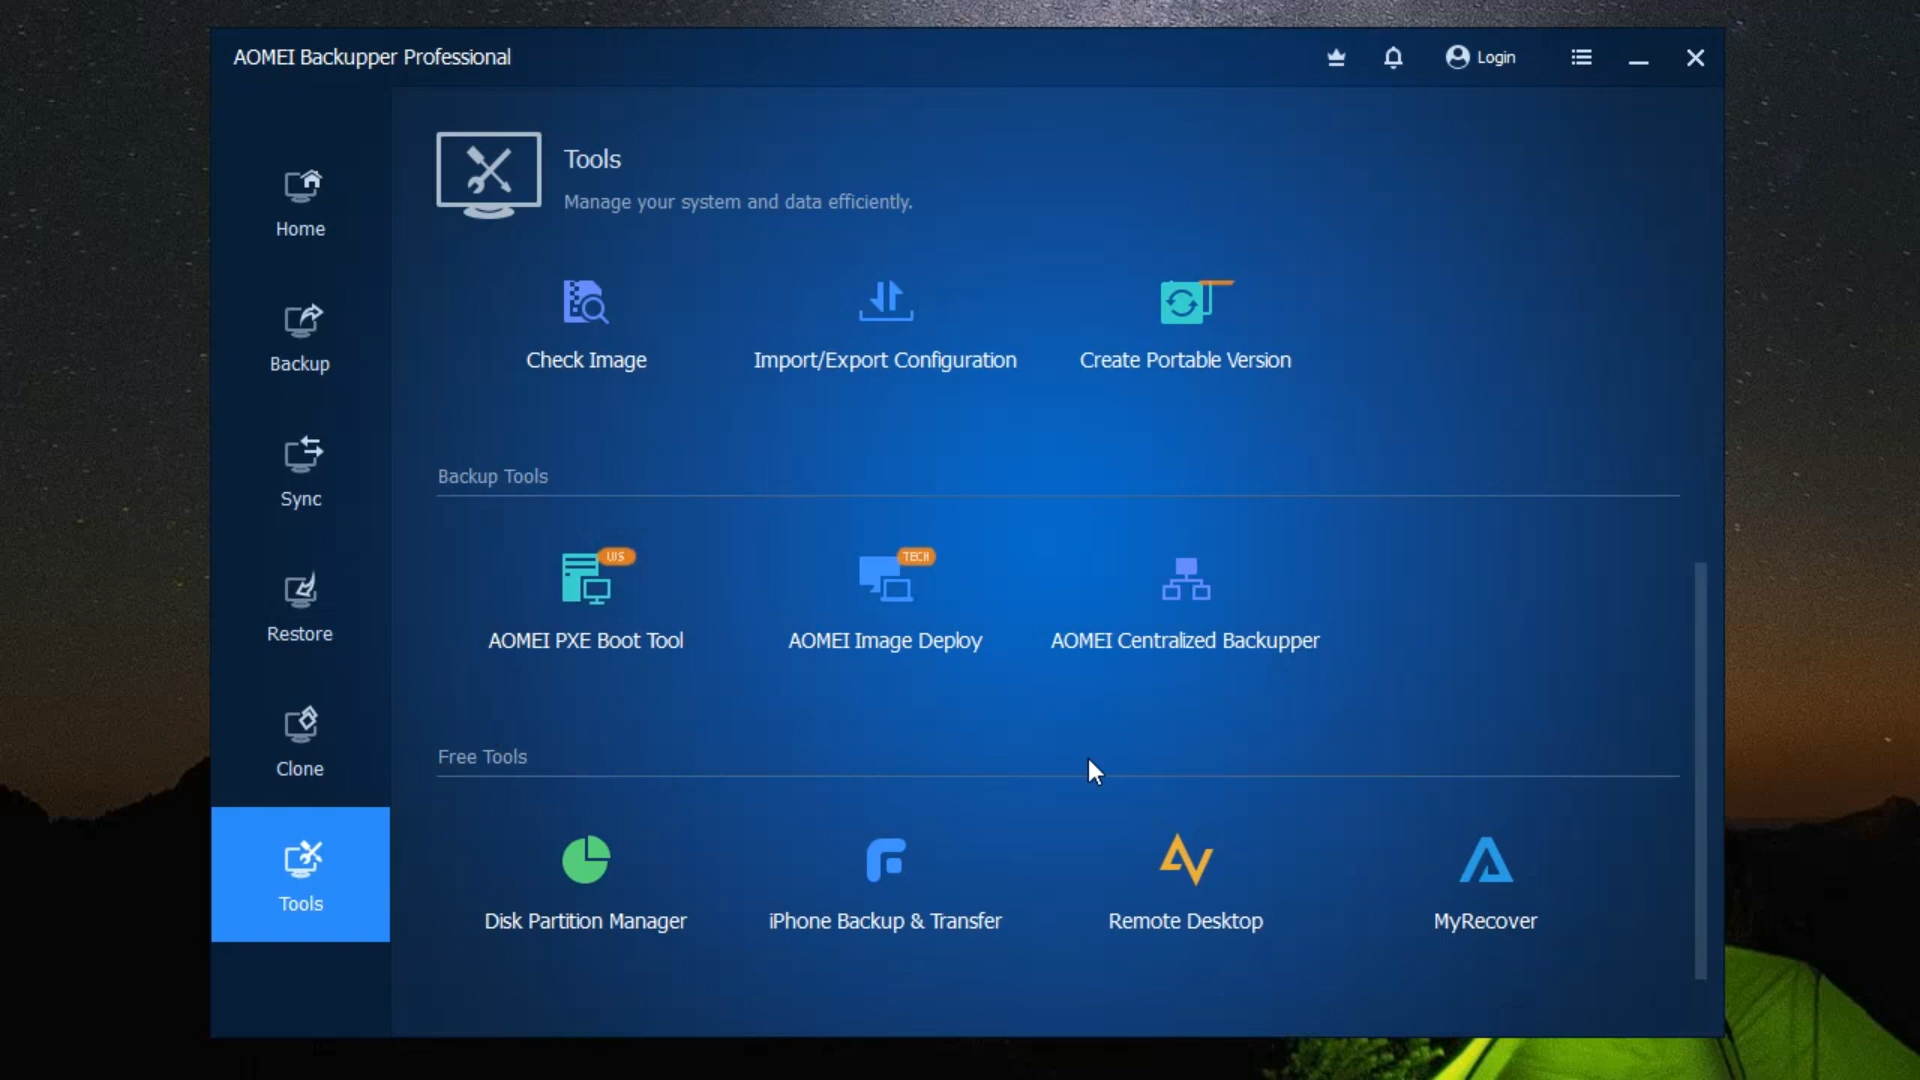 AOMEI Backupper Professional
Login
Tools
Manage your system and data efficiently.
Home
Check Image
Import/Export Configuration
Create Portable Version
Backup
Backup Tools
Sync
TECH
AOMEI PXE Boot Tool
AOMEI Image Deploy
AOMEI Centralized Backupper
Restore
Free Tools
Clone
Tools
Disk Partition Manager
iPhone Backup & Transfer
Remote Desktop
MyRecover